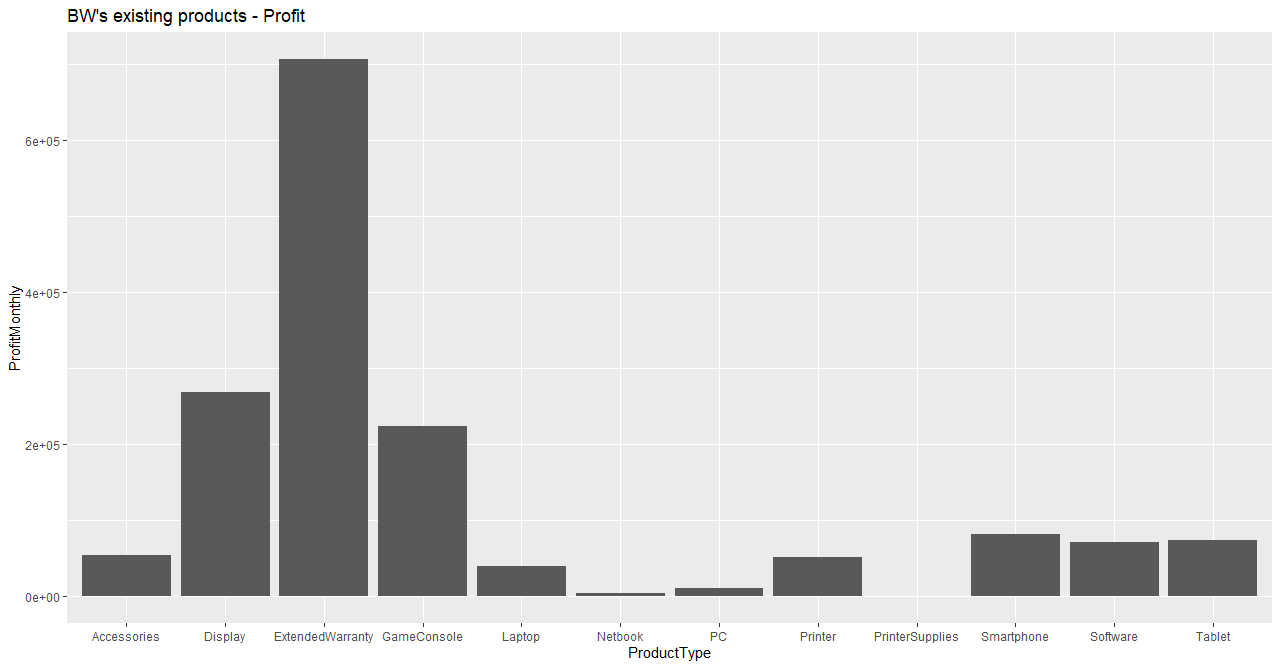 BW's existing products - Profit
ProfitMonthly
6e+05
4e+05
2e+05
0e+00
Accessories Display ExtendedWarranty GameConsole Laptop Netbook PC Printer PrinterSupplies Smartphone Software Tablet
ProductType